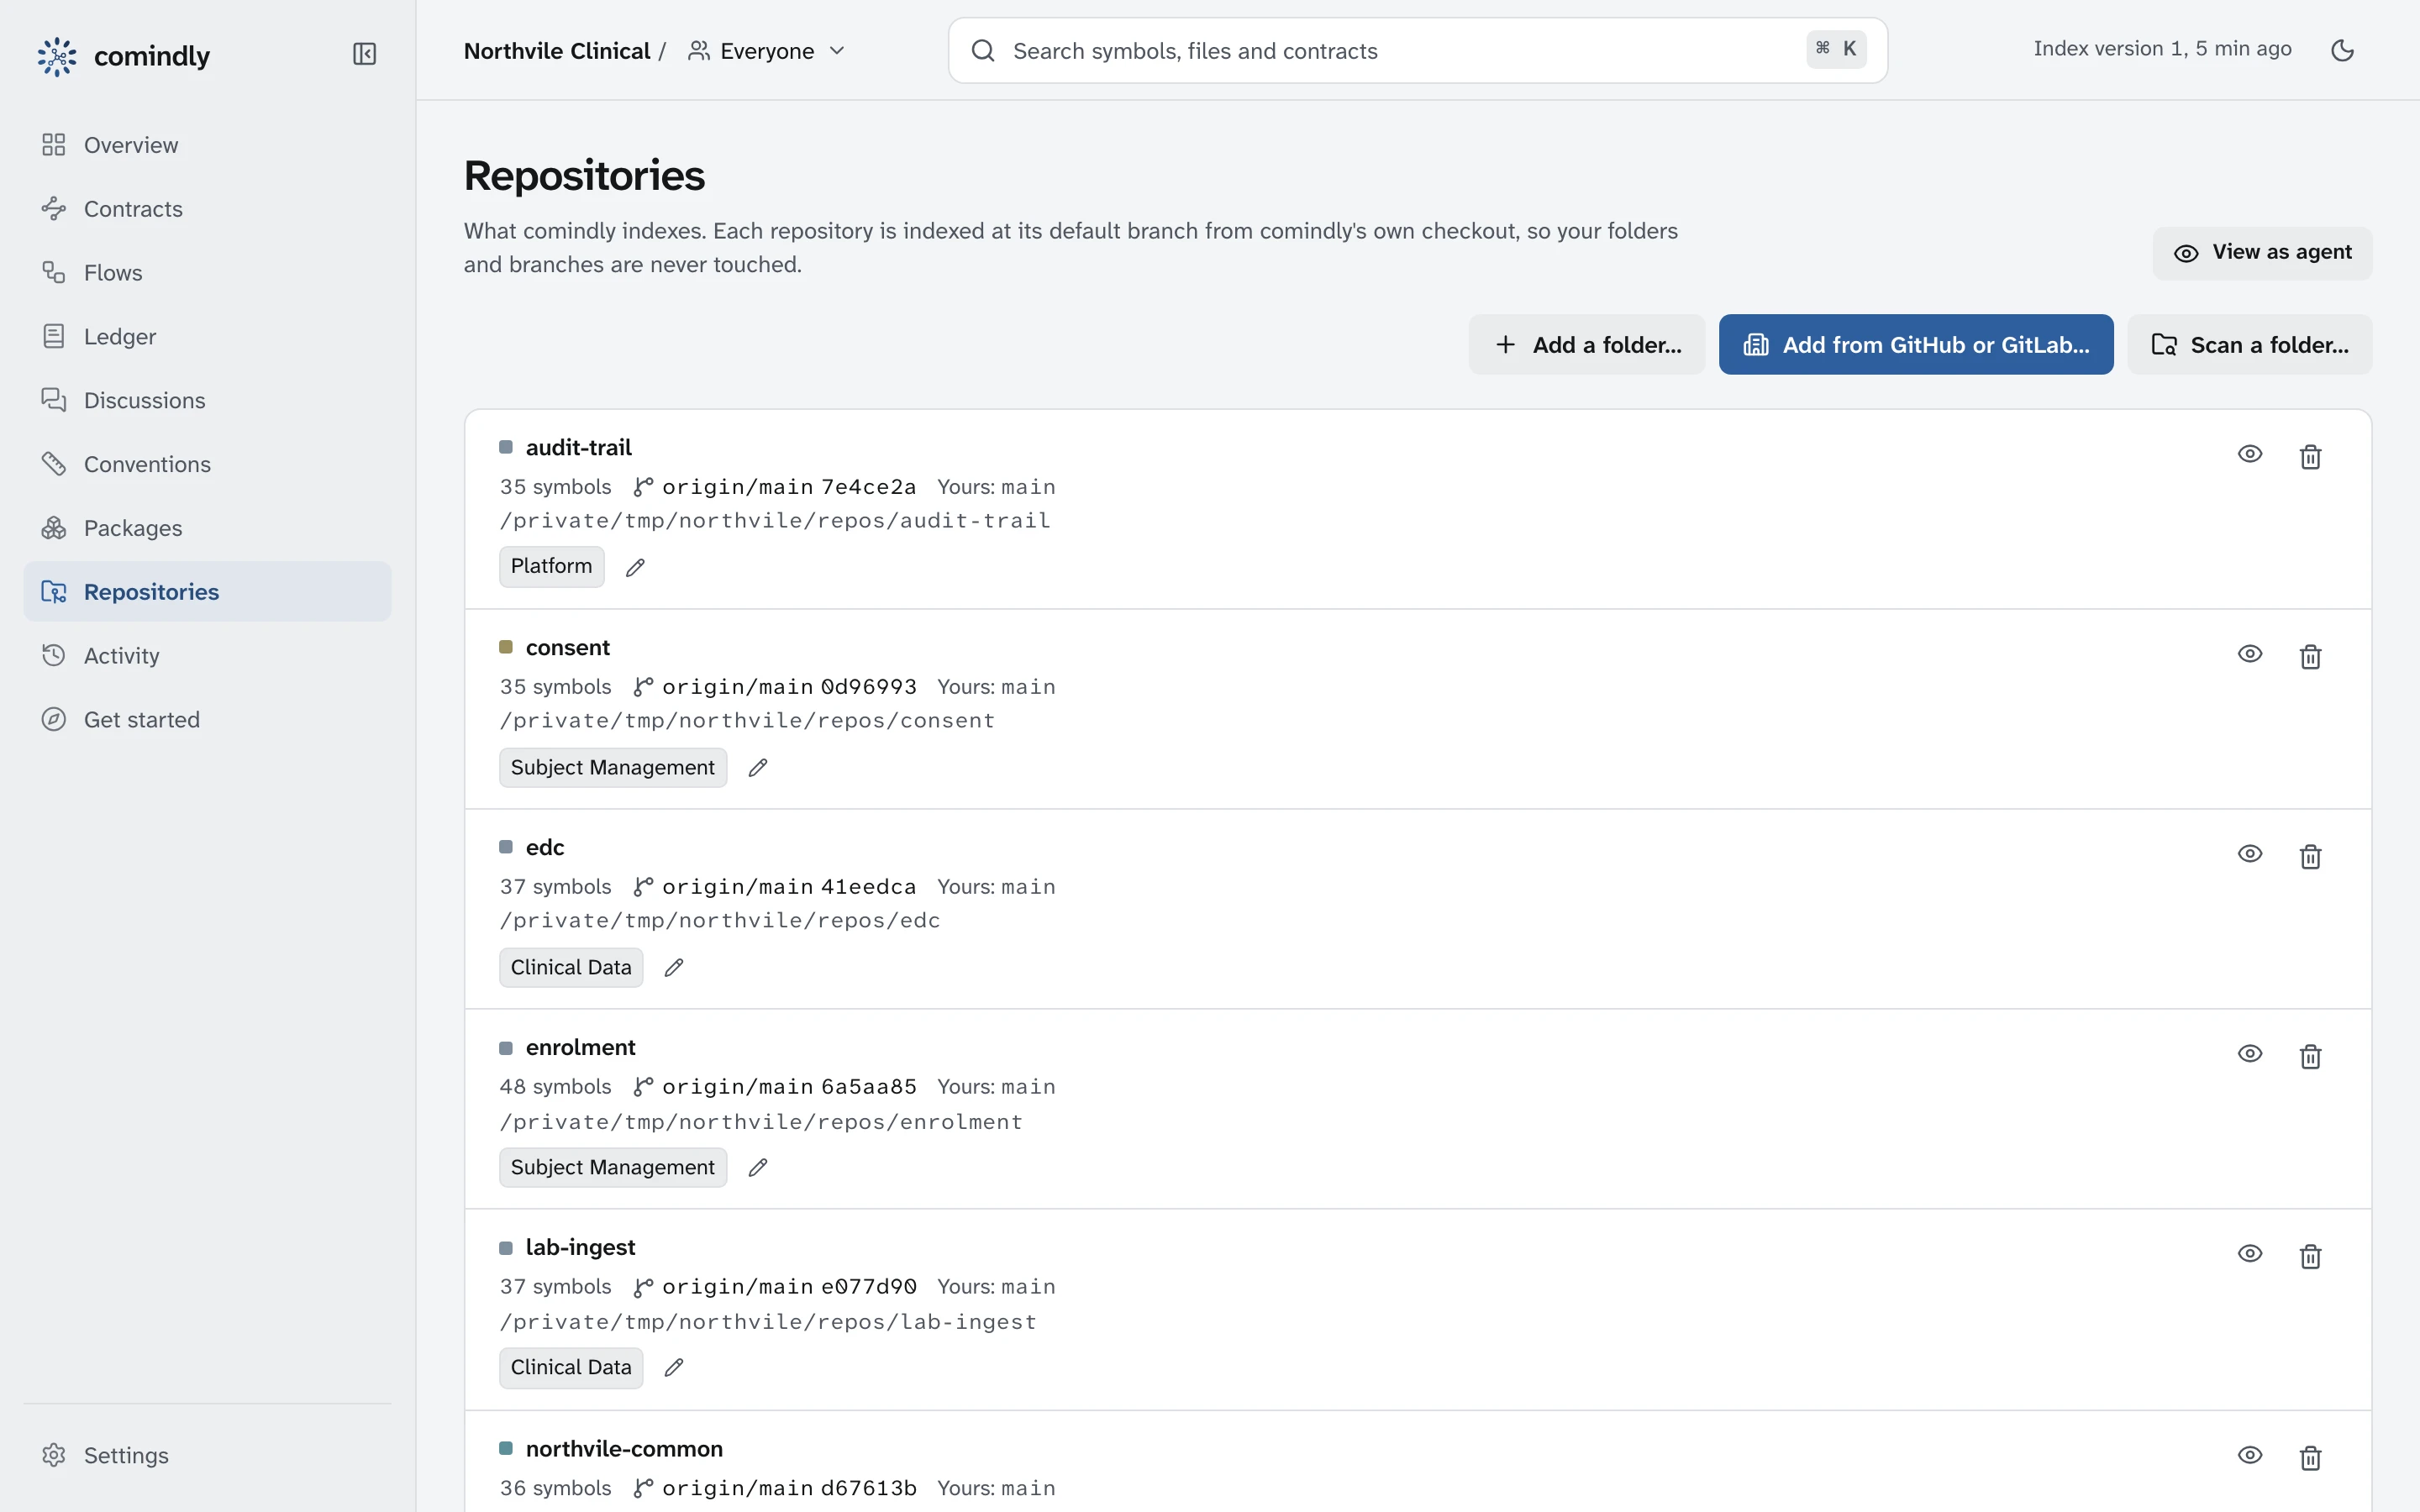 comindly
Northvile Clinical / Everyone
Search symbols, files and contracts
⌘ K
Index version 1, 5 min ago
Overview
Contracts
Flows
Ledger
Discussions
Conventions
Packages
Repositories
Activity
Get started
Settings
Repositories
What comindly indexes. Each repository is indexed at its default branch from comindly's own checkout, so your folders
and branches are never touched.
View as agent
Add a folder...
Add from GitHub or GitLab...
Scan a folder...
audit-trail
35 symbols origin/main 7e4ce2a Yours: main
/private/tmp/northvile/repos/audit-trail
Platform
consent
35 symbols origin/main 0d96993 Yours: main
/private/tmp/northvile/repos/consent
Subject Management
edc
37 symbols origin/main 41eedca Yours: main
/private/tmp/northvile/repos/edc
Clinical Data
enrolment
48 symbols origin/main 6a5aa85 Yours: main
/private/tmp/northvile/repos/enrolment
Subject Management
lab-ingest
37 symbols origin/main e077d90 Yours: main
/private/tmp/northvile/repos/lab-ingest
Clinical Data
northvile-common
36 symbols origin/main d67613b Yours: main